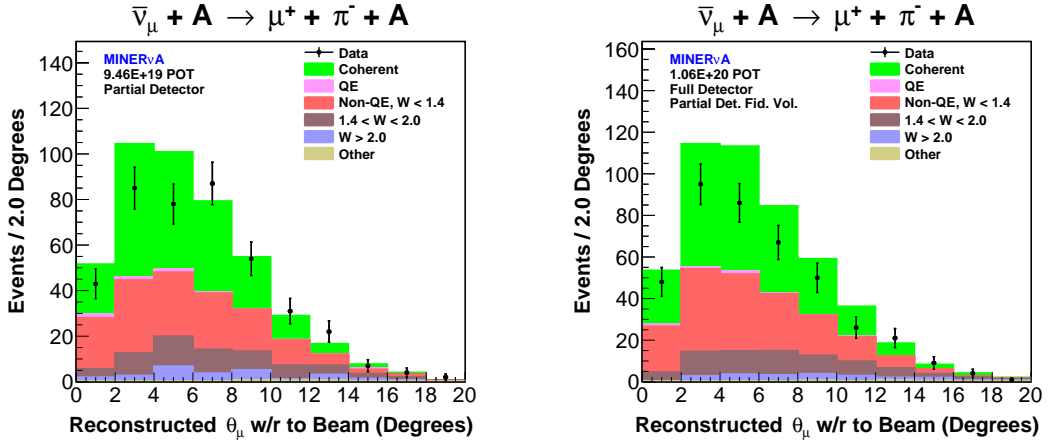 ν̄μ + A → μ+ + π- + A
MINERνA
9.46E+19 POT
Partial Detector
Data
Coherent
QE
Non-QE, W < 1.4
1.4 < W < 2.0
W > 2.0
Other
Events / 2.0 Degrees
140
120
100
80
60
40
20
0
0 2 4 6 8 10 12 14 16 18 20
Reconstructed θμ w/r to Beam (Degrees)
ν̄μ + A → μ+ + π- + A
MINERνA
1.06E+20 POT
Full Detector
Partial Det. Fid. Vol.
Data
Coherent
QE
Non-QE, W < 1.4
1.4 < W < 2.0
W > 2.0
Other
Events / 2.0 Degrees
160
140
120
100
80
60
40
20
0
0 2 4 6 8 10 12 14 16 18 20
Reconstructed θμ w/r to Beam (Degrees)